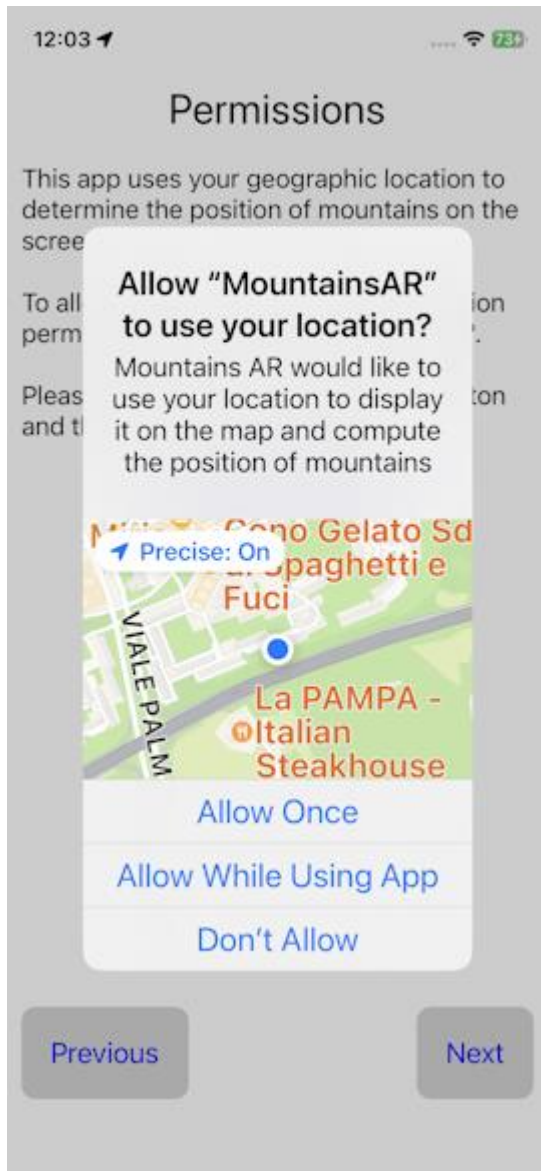 12:03
73
Permissions
This app uses your geographic location to
determine the position of mountains on the
scree
To all
ion
perm
.
Pleas
ton
and t
Allow “MountainsAR”
to use your location?
Mountains AR would like to
use your location to display
it on the map and compute
the position of mountains
Cono Gelato Sd
Precise: On
Spaghetti e
Fuci
VIALE PALM
La PAMPA -
Italian
Steakhouse
Allow Once
Allow While Using App
Don’t Allow
Previous
Next